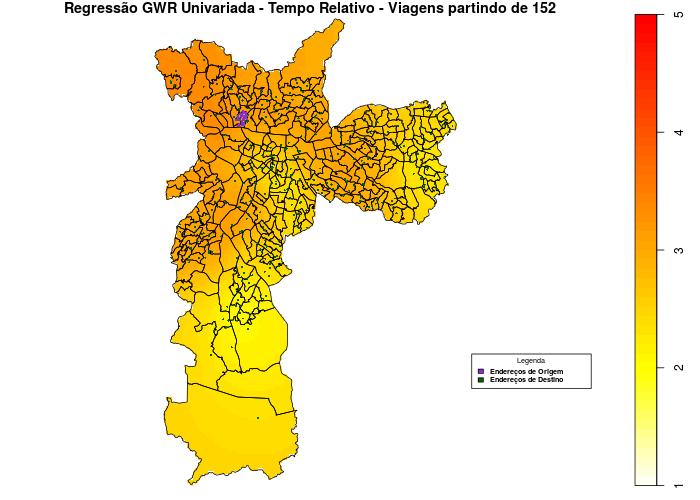 Regressão GWR Univariada - Tempo Relativo - Viagens partindo de 152
5
4
3
2
1
Legenda
Endereços de Origem
Endereços de Destino